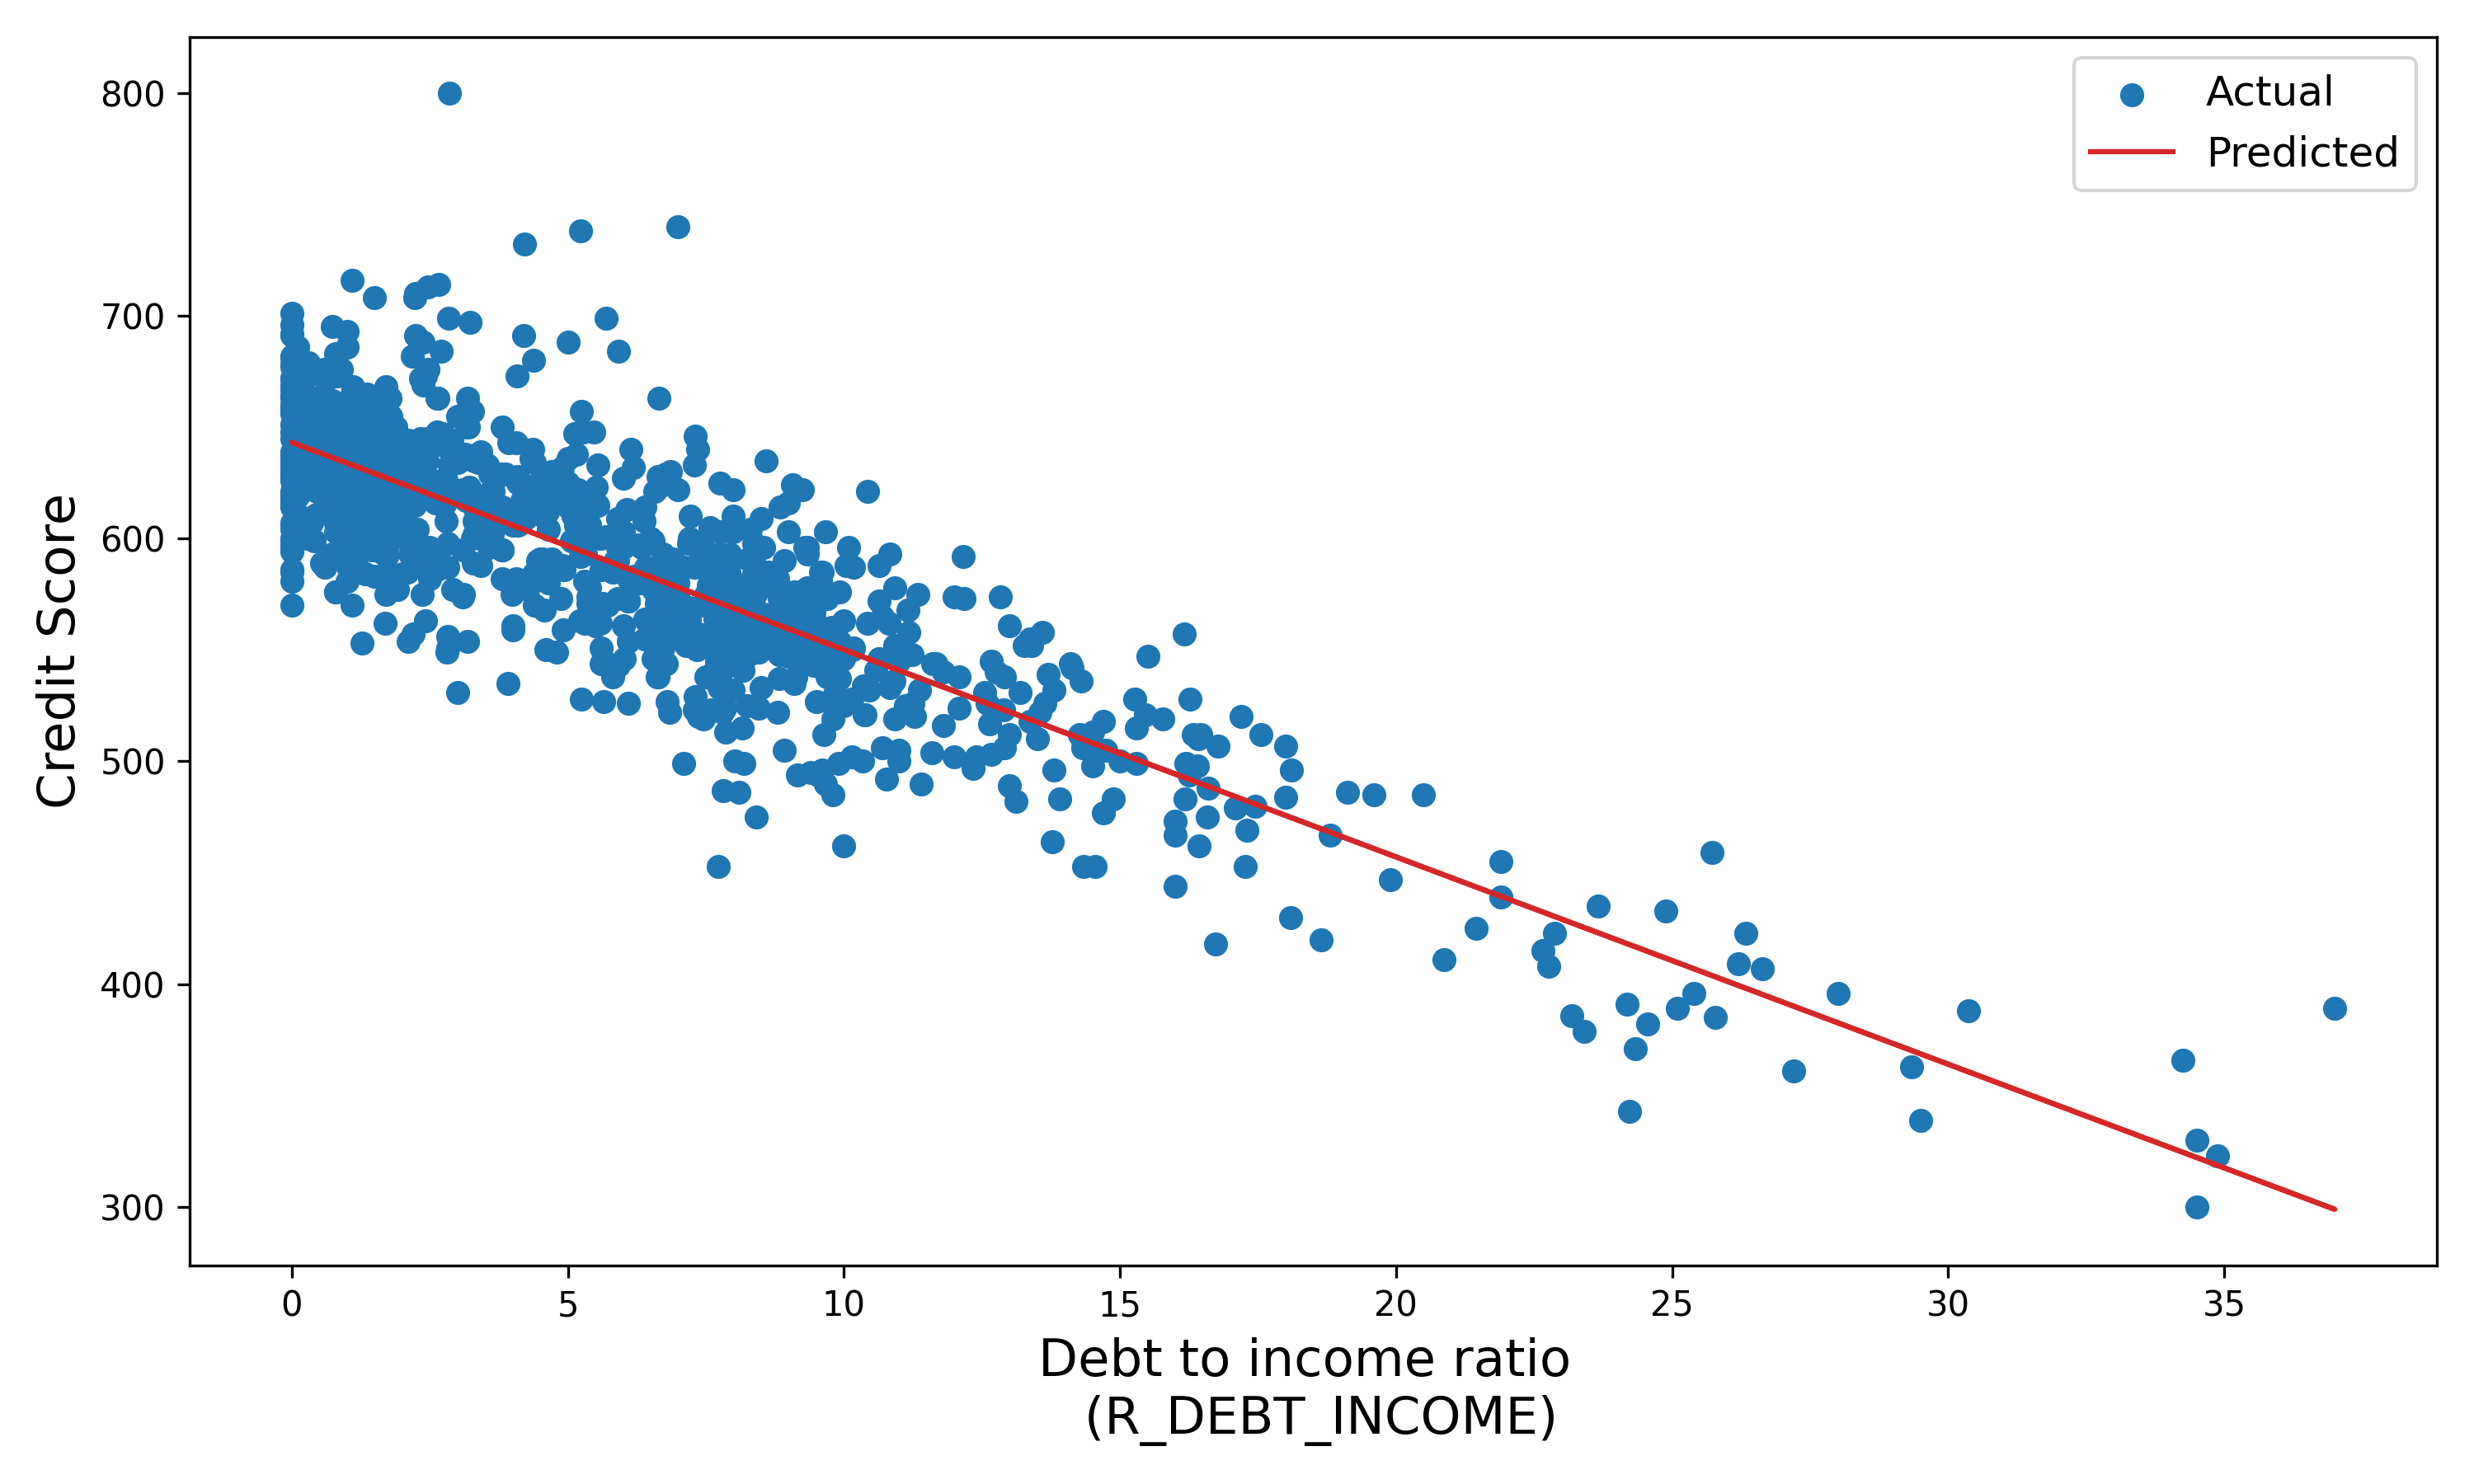 Actual
Predicted
800
700
600
500
400
300
Credit Score
0 5 10 15 20 25 30 35
Debt to income ratio
(R_DEBT_INCOME)